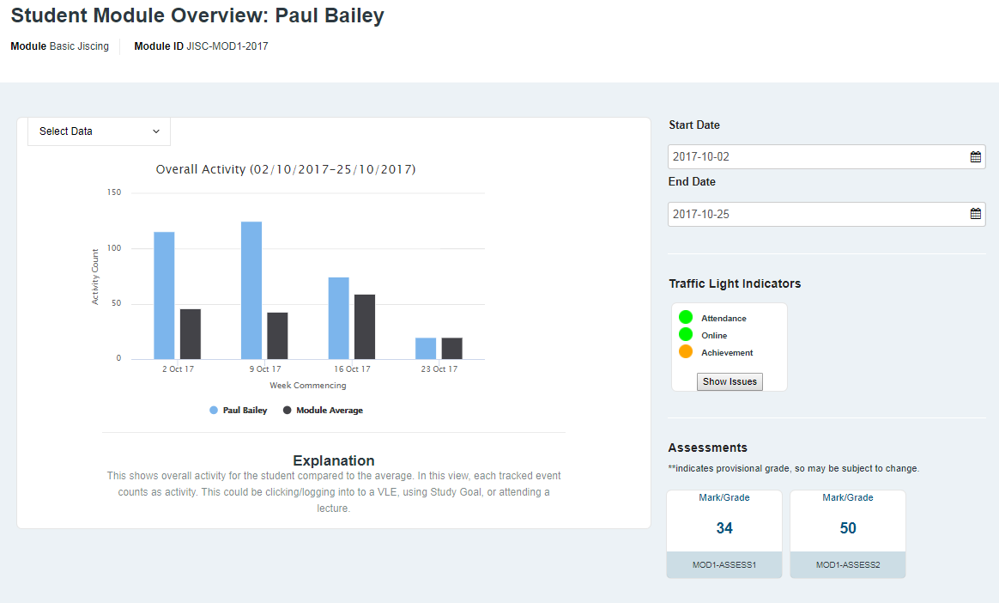 Student Module Overview: Paul Bailey
Module Basic Jiscing
Module ID JISC-MOD1-2017
Select Data
Overall Activity (02/10/2017-25/10/2017)
Activity Count
150
100
50
0
2 Oct 17
9 Oct 17
16 Oct 17
23 Oct 17
Week Commencing
Paul Bailey
Module Average
Explanation
This shows overall activity for the student compared to the average. In this view, each tracked event
counts as activity. This could be clicking/logging into to a VLE, using Study Goal, or attending a
lecture.
Start Date
2017-10-02
End Date
2017-10-25
Traffic Light Indicators
Attendance
Online
Achievement
Show Issues
Assessments
**indicates provisional grade, so may be subject to change.
Mark/Grade
34
MOD1-ASSESS1
Mark/Grade
50
MOD1-ASSESS2